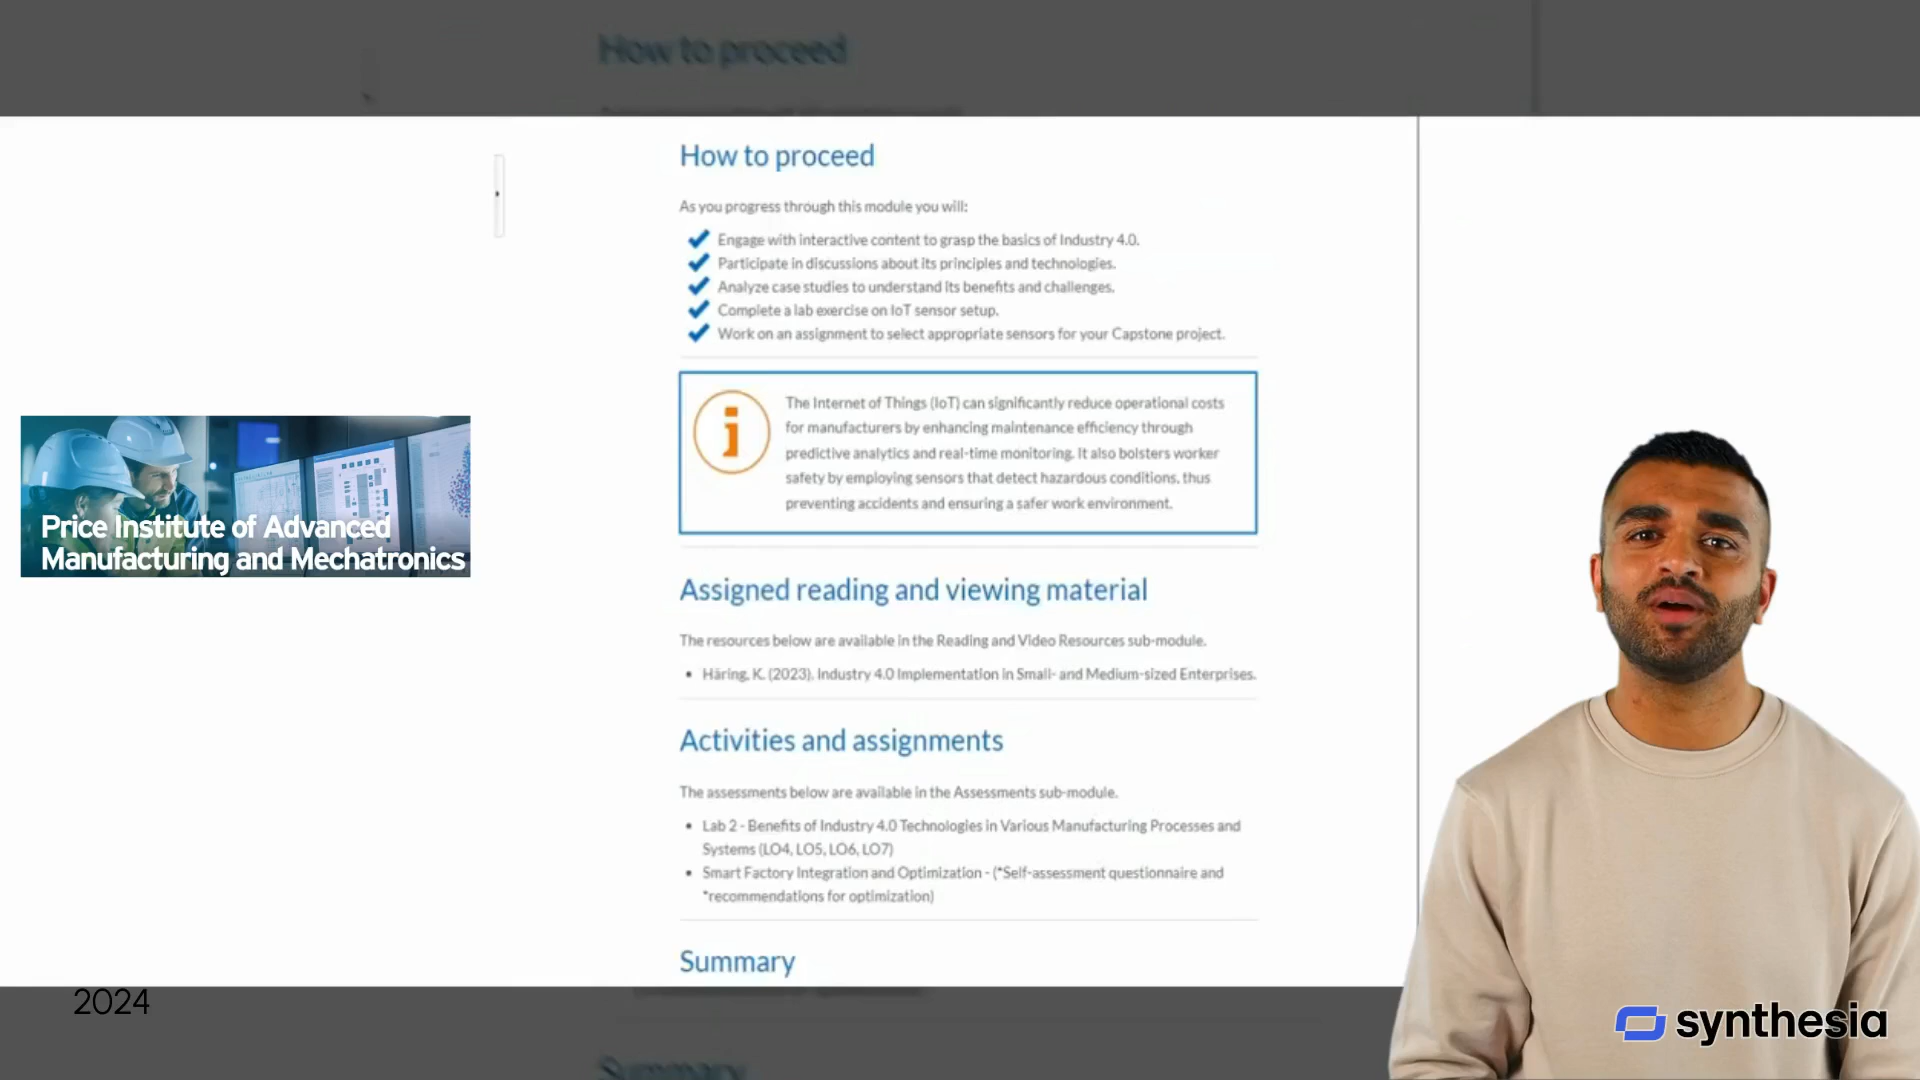 How to proceed
How to proceed
As you progress through this module you will:
Engage with interactive content to grasp the basics of Industry 4.0.
Participate in discussions about its principles and technologies.
Analyze case studies to understand its benefits and challenges.
Complete a lab exercise on IoT sensor setup.
Work on an assignment to select appropriate sensors for your Capstone project.
i
The Internet of Things (IoT) can significantly reduce operational costs
for manufacturers by enhancing maintenance efficiency through
predictive analytics and real-time monitoring. It also bolsters worker
safety by employing sensors that detect hazardous conditions, thus
preventing accidents and ensuring a safer work environment.
Price Institute of Advanced
Manufacturing and Mechatronics
Assigned reading and viewing material
The resources below are available in the Reading and Video Resources sub-module.
• Häring, K. (2023). Industry 4.0 Implementation in Small- and Medium-sized Enterprises.
Activities and assignments
The assessments below are available in the Assessments sub-module.
• Lab 2 - Benefits of Industry 4.0 Technologies in Various Manufacturing Processes and
Systems (LO4, LO5, LO6, LO7)
• Smart Factory Integration and Optimization - (*Self-assessment questionnaire and
*recommendations for optimization)
Summary
2024
synthesia
Summary